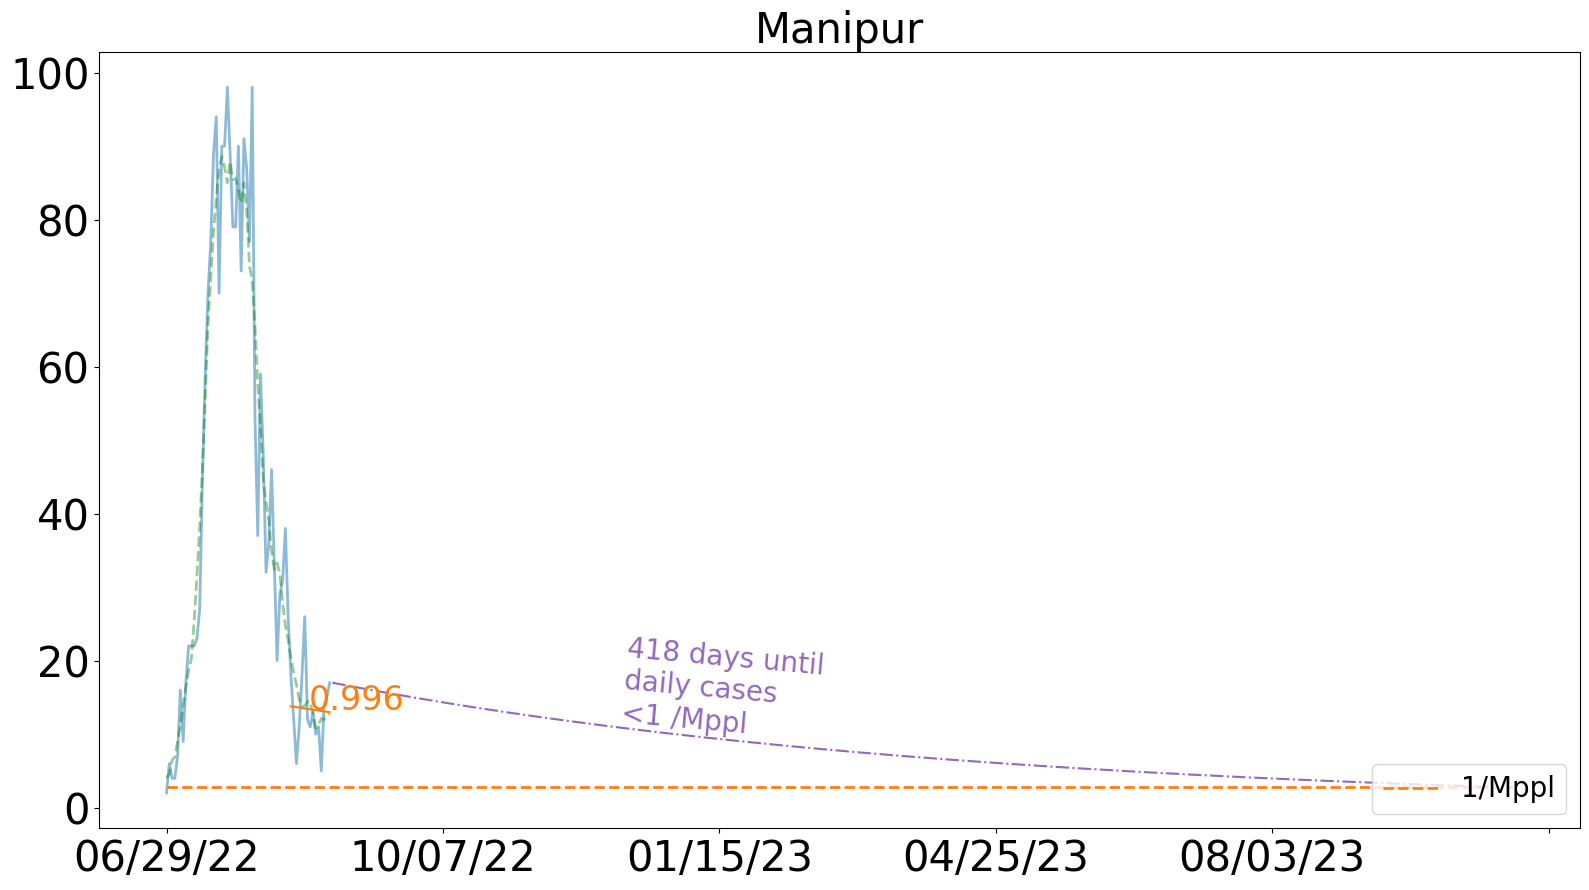 Manipur
100
80
60
40
20
0
0.996
418 days until
daily cases
<1 /Mppl
1/Mppl
06/29/22
10/07/22
01/15/23
04/25/23
08/03/23